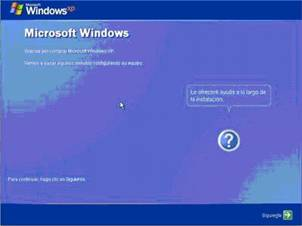 Microsoft
Windows xp
Microsoft Windows
Gracias por comprar Microsoft Windows XP.
Vamos a pasar algunos minutos configurando su equipo.
Le ofreceré ayuda a lo largo de
la instalación.
?
Para continuar, haga clic en Siguiente.
Siguiente